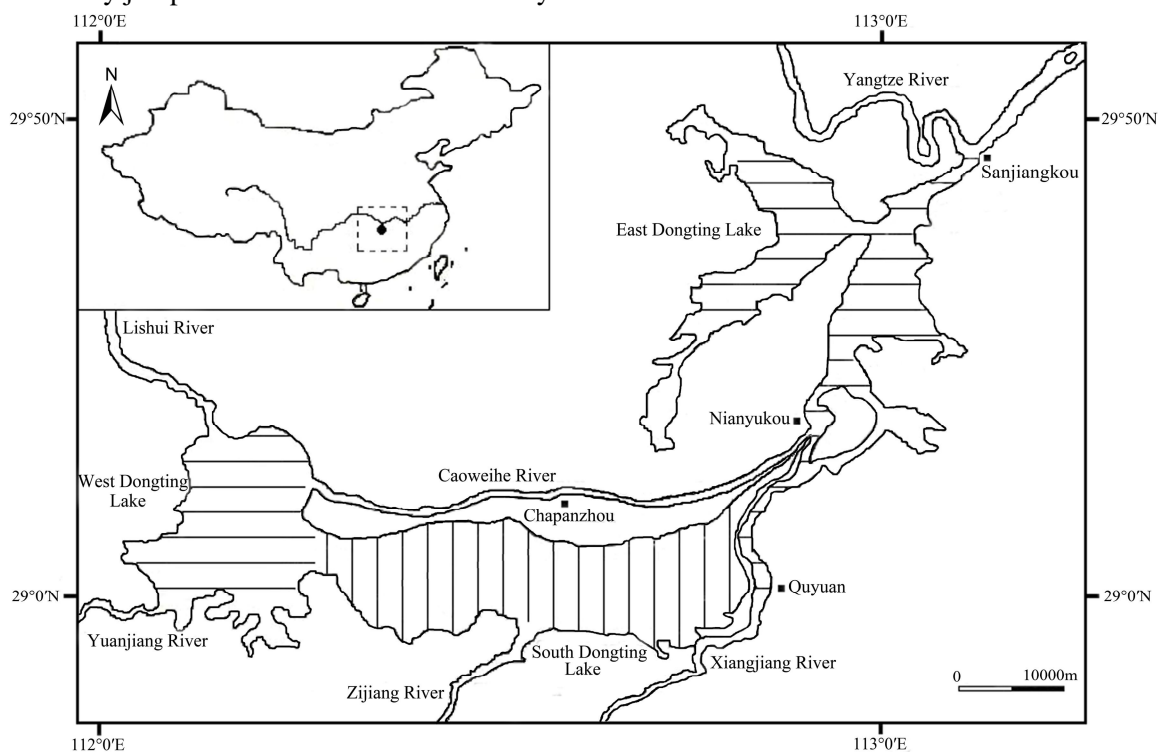 112°0′E
113°0′E
N
Yangtze River
29°50′N
29°50′N
Sanjiangkou
East Dongting Lake
Lishui River
Nianyukou
West Dongting
Lake
Caoweihe River
Chapanzhou
Quyuan
29°0′N
29°0′N
Yuanjiang River
South Dongting
Lake
Xiangjiang River
Zijiang River
0
10000m
112°0′E
113°0′E